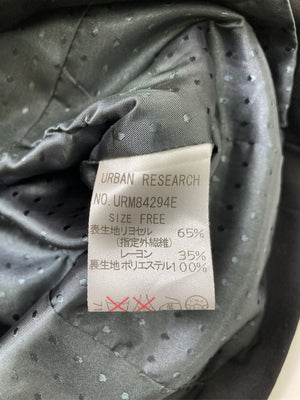 URBAN RESEARCH
NO.URM84294E
SIZE FREE
表生地リヨセル 65%
(指定外繊維)
レーヨン 35%
裏生地 ポリエステル100%